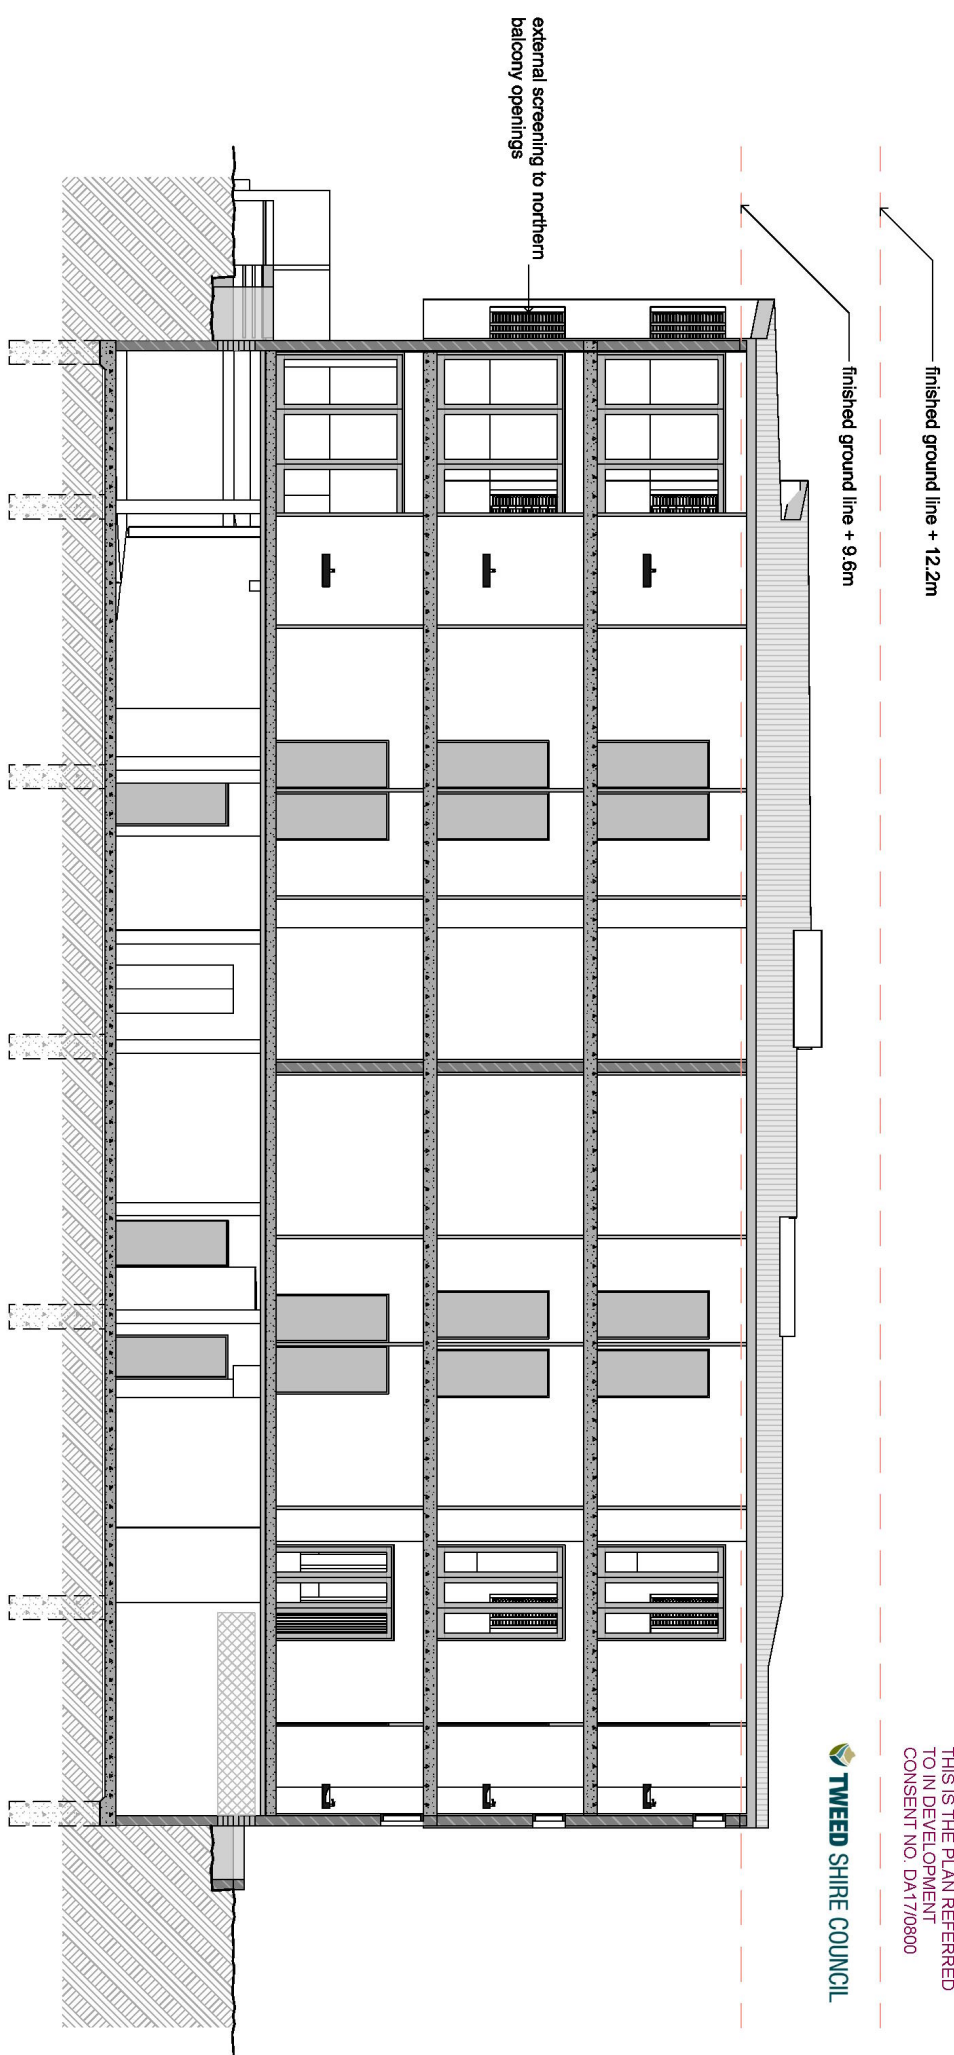 THIS IS THE PLAN REFERRED
TO IN DEVELOPMENT
CONSENT NO. DA17/0800
TWEED SHIRE COUNCIL
finished ground line + 12.2m
finished ground line + 9.6m
external screening to northern
balcony openings